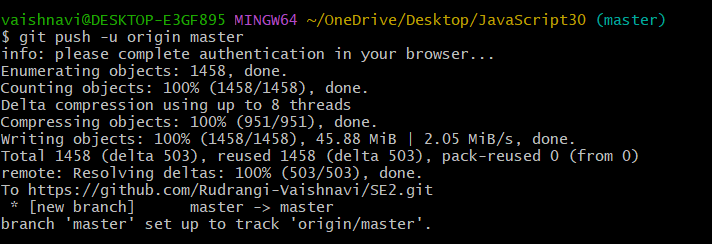 vaishnavi@DESKTOP-E3GF895 MINGW64 ~/OneDrive/Desktop/JavaScript30 (master)
$ git push -u origin master
info: please complete authentication in your browser...
Enumerating objects: 1458, done.
Counting objects: 100% (1458/1458), done.
Delta compression using up to 8 threads
Compressing objects: 100% (951/951), done.
Writing objects: 100% (1458/1458), 45.88 MiB | 2.05 MiB/s, done.
Total 1458 (delta 503), reused 1458 (delta 503), pack-reused 0 (from 0)
remote: Resolving deltas: 100% (503/503), done.
To https://github.com/Rudrangi-Vaishnavi/SE2.git
 * [new branch]      master -> master
branch 'master' set up to track 'origin/master'.